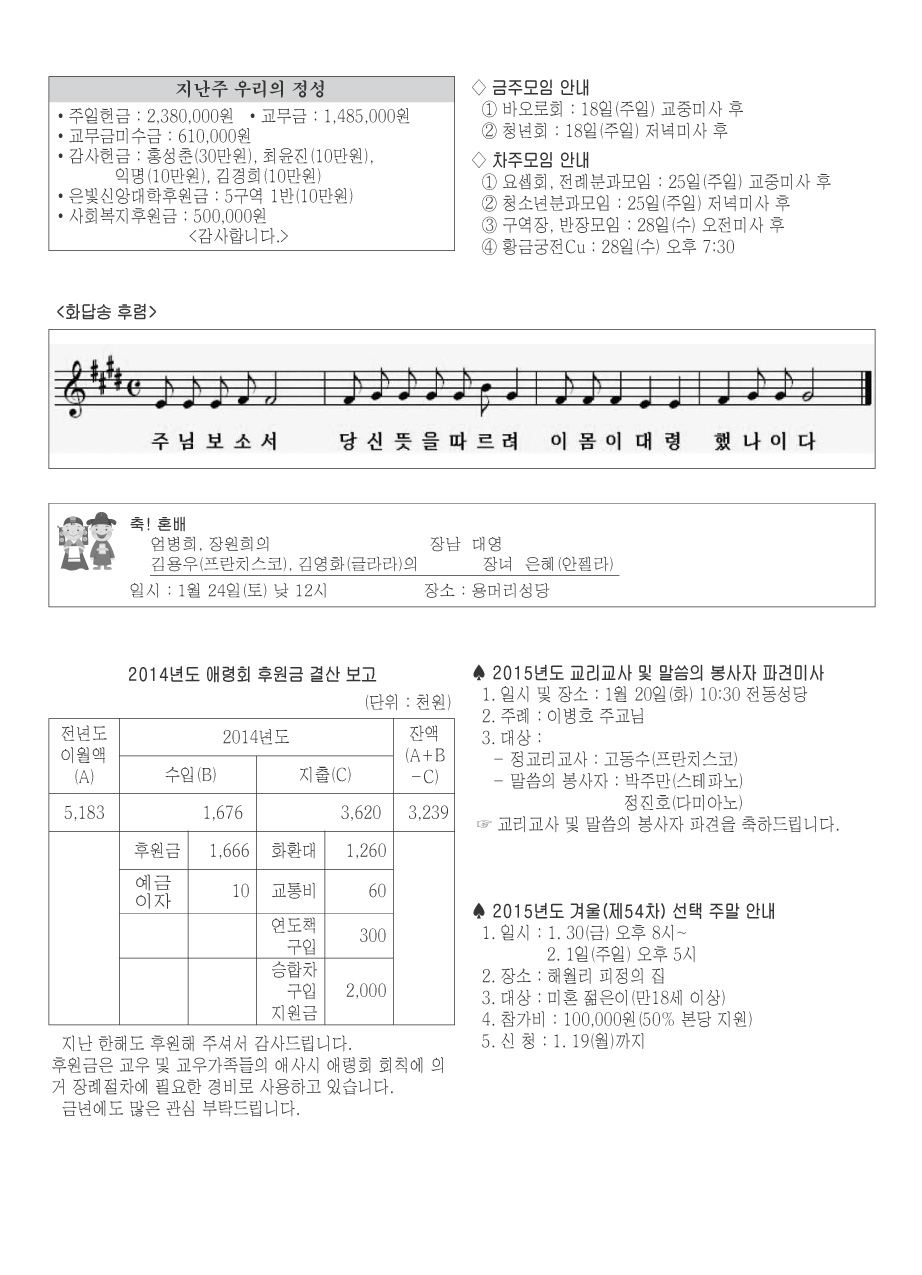 지난주 우리의 정성
• 주일헌금 : 2,380,000원 • 교무금 : 1,485,000원
• 교무금미수금 : 610,000원
• 감사헌금 : 홍성춘(30만원), 최윤진(10만원),
익명(10만원), 김경희(10만원)
• 은빛신앙대학후원금 : 5구역 1반(10만원)
• 사회복지후원금 : 500,000원
<감사합니다.>
◇ 금주모임 안내
① 바오로회 : 18일(주일) 교중미사 후
② 청년회 : 18일(주일) 저녁미사 후
◇ 차주모임 안내
① 요셉회, 전례분과모임 : 25일(주일) 교중미사 후
② 청소년분과모임 : 25일(주일) 저녁미사 후
③ 구역장, 반장모임 : 28일(수) 오전미사 후
④ 황금궁전Cu : 28일(수) 오후 7:30
<화답송 후렴>
주 님 보 소 서 당 신 뜻 을 따 르 려 이 몸 이 대 령 했 나 이 다
축! 혼배
엄병희, 장원희의 장남 대영
김용우(프란치스코), 김영화(글라라)의 장녀 은혜(안젤라)
일시 : 1월 24일(토) 낮 12시 장소 : 용머리성당
2014년도 애령회 후원금 결산 보고
(단위 : 천원)
전년도 2014년도 잔액
이월액 (A+B
(A) 수입(B) 지출(C) -C)
5,183 1,676 3,620 3,239
후원금 1,666 화환대 1,260
예금 10 교통비 60
이자
연도책 300
구입
승합차
구입 2,000
지원금
지난 한해도 후원해 주셔서 감사드립니다.
후원금은 교우 및 교우가족들의 애사시 애령회 회칙에 의
거 장례절차에 필요한 경비로 사용하고 있습니다.
금년에도 많은 관심 부탁드립니다.
♠ 2015년도 교리교사 및 말씀의 봉사자 파견미사
1. 일시 및 장소 : 1월 20일(화) 10:30 전동성당
2. 주례 : 이병호 주교님
3. 대상 :
- 정교리교사 : 고동수(프란치스코)
- 말씀의 봉사자 : 박주만(스테파노)
정진호(다미아노)
☞ 교리교사 및 말씀의 봉사자 파견을 축하드립니다.
♠ 2015년도 겨울(제54차) 선택 주말 안내
1. 일시 : 1. 30(금) 오후 8시~
2. 1일(주일) 오후 5시
2. 장소 : 해월리 피정의 집
3. 대상 : 미혼 젊은이(만18세 이상)
4. 참가비 : 100,000원(50% 본당 지원)
5. 신 청 : 1. 19(월)까지